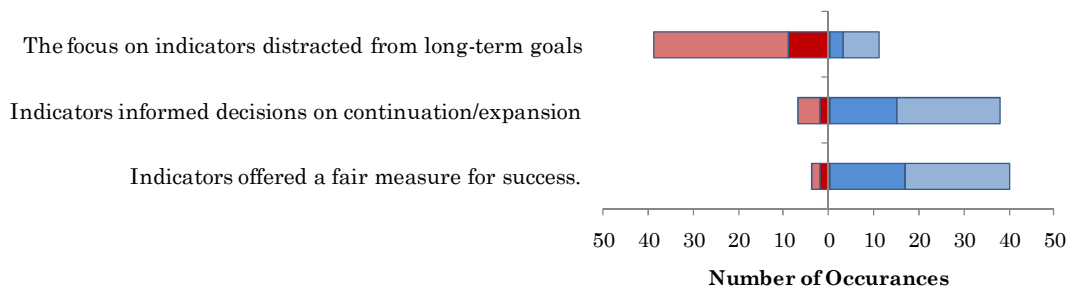 The focus on indicators distracted from long-term goals
Indicators informed decisions on continuation/expansion
Indicators offered a fair measure for success.
50 40 30 20 10 0 10 20 30 40 50
Number of Occurances